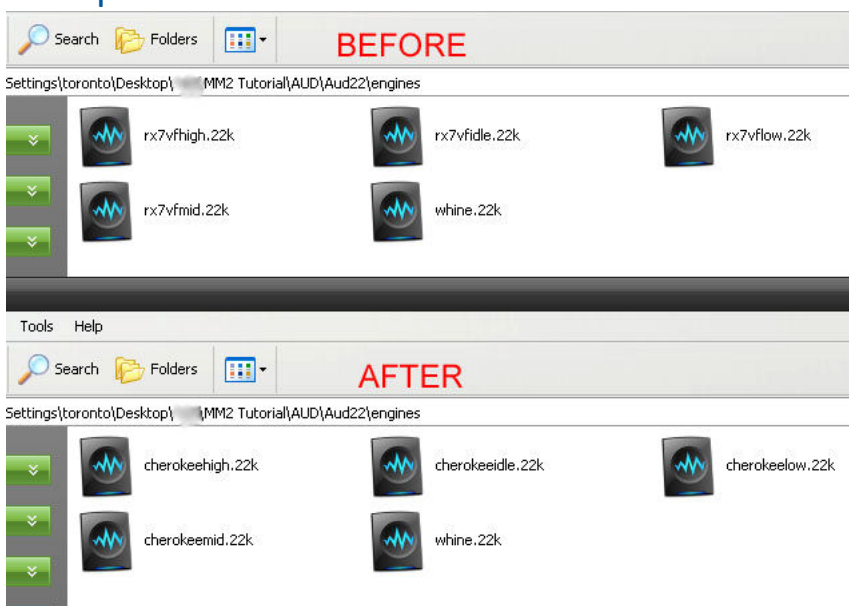 Search Folders BEFORE
Settings\toronto\Desktop\ \MM2 Tutorial\AUD\Aud22\engines
rx7vfhigh.22k rx7vfidle.22k rx7vflow.22k
rx7vfmid.22k whine.22k
Tools Help
Search Folders AFTER
Settings\toronto\Desktop\ \MM2 Tutorial\AUD\Aud22\engines
cherokeehigh.22k cherokeeidle.22k cherokeelow.22k
cherokeemid.22k whine.22k